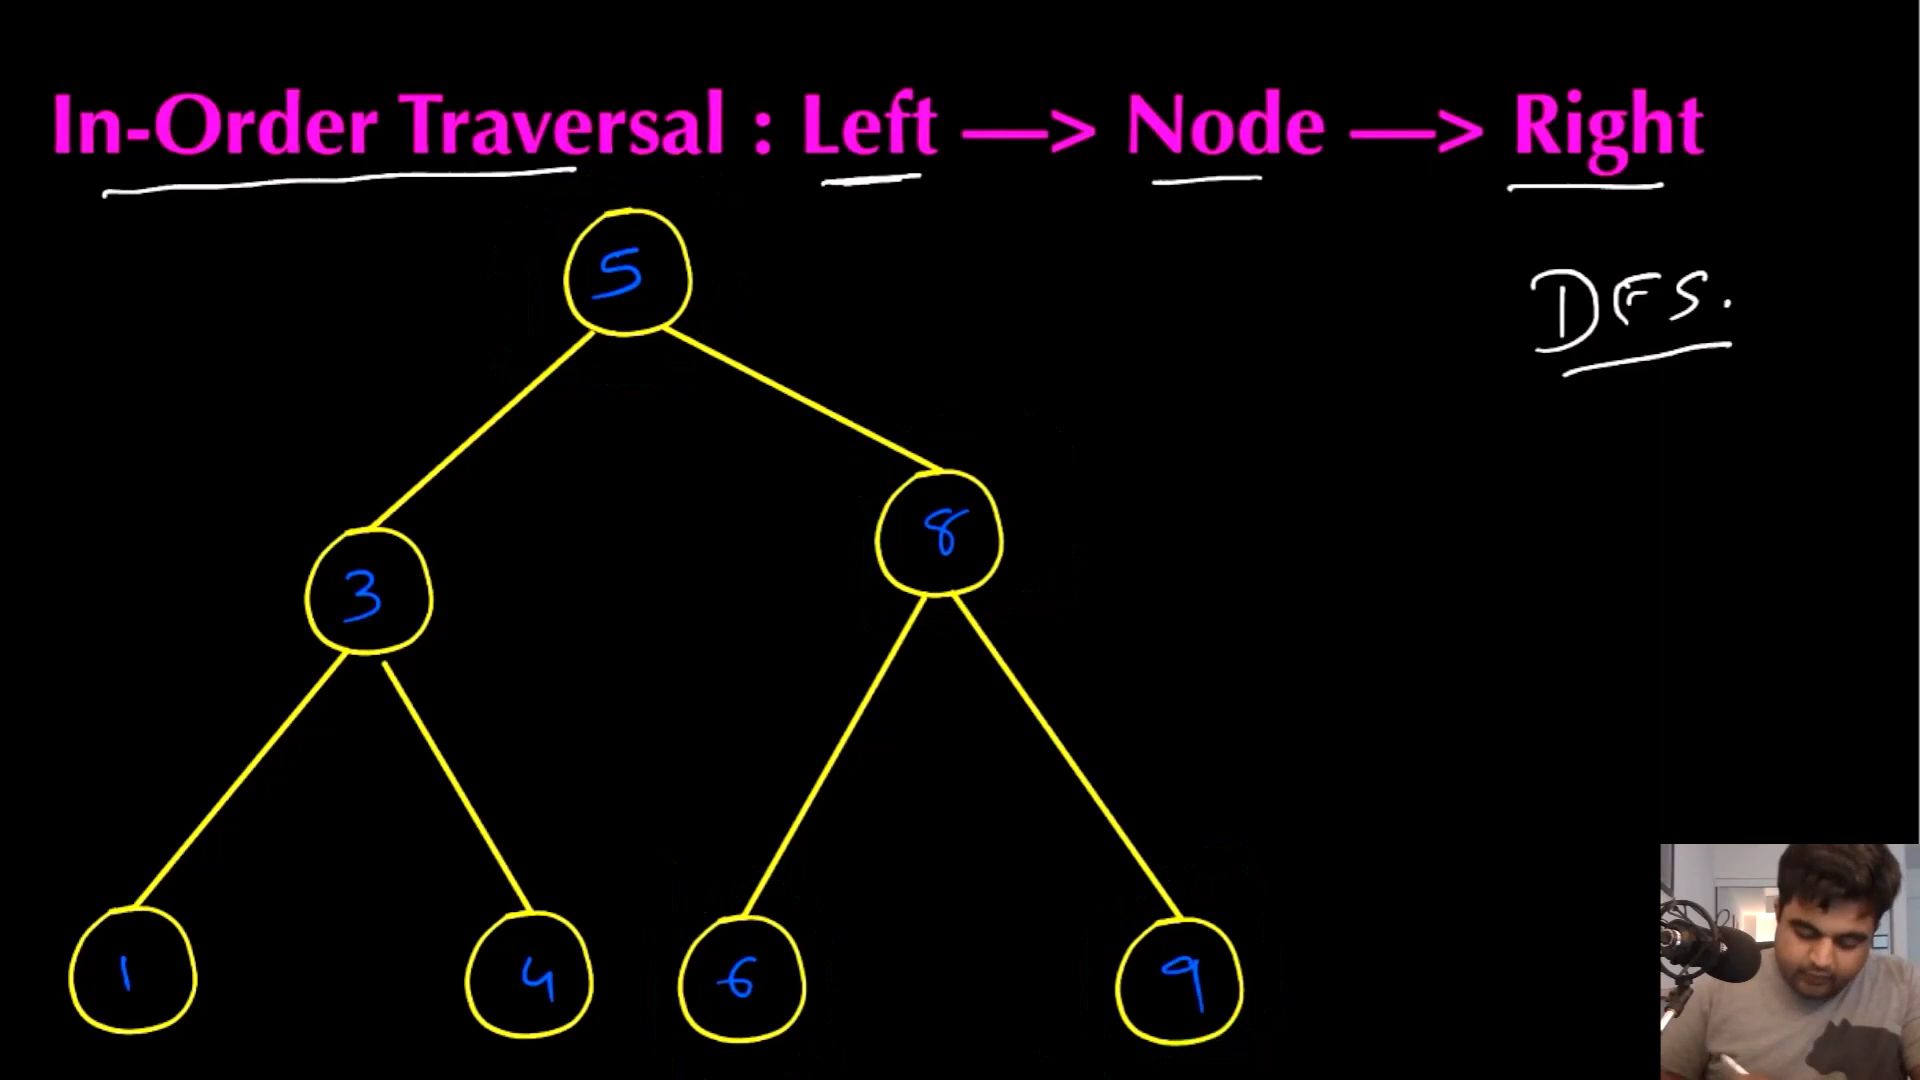 In-Order Traversal : Left —> Node —> Right
5
DFS.
8
3
1 4 6 9